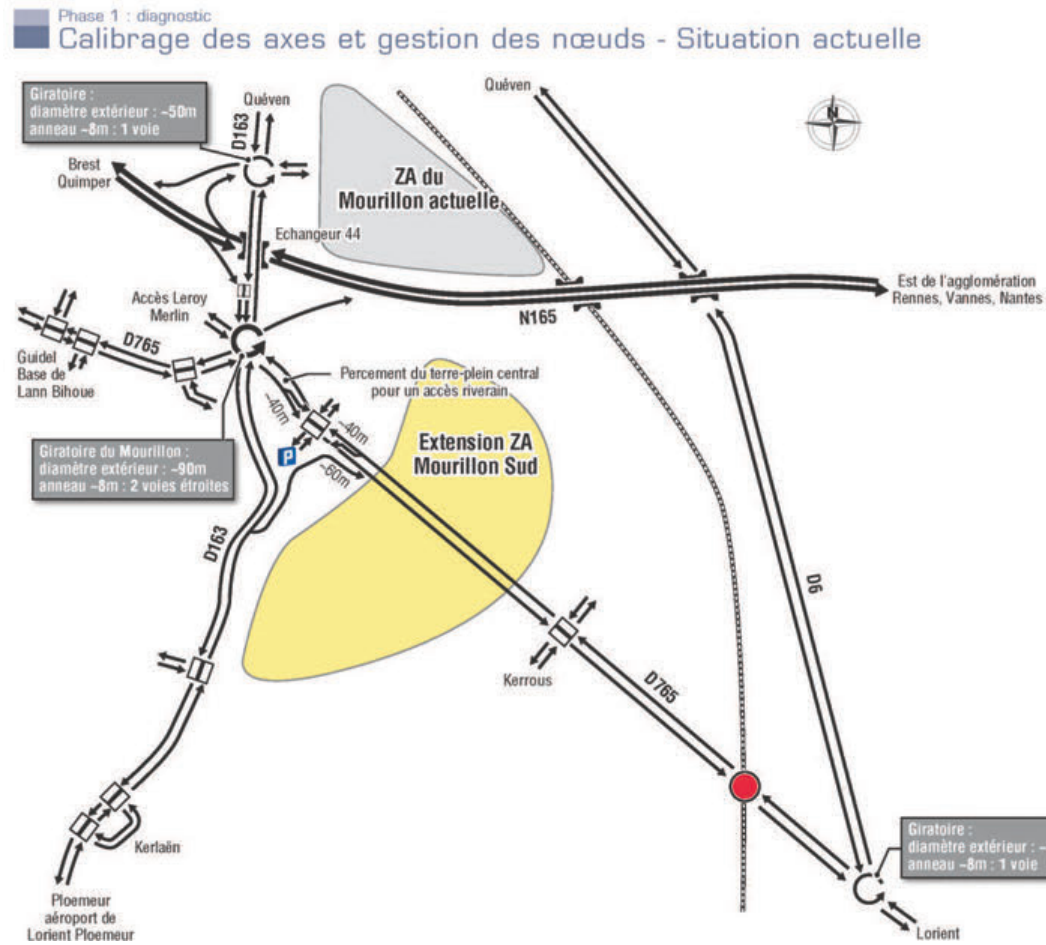 Phase 1 : diagnostic
Calibrage des axes et gestion des nœuds - Situation actuelle
Giratoire :
diamètre extérieur : ~50m
anneau ~8m : 1 voie
Quéven
D163
Quéven
N
Brest
Quimper
ZA du
Mourillon actuelle
Echangeur 44
Accès Leroy
Merlin
Est de l'agglomération
Rennes, Vannes, Nantes
N165
D765
Guidel
Base de
Lann Bihoue
Percement du terre-plein central
pour un accès riverain
~40m
~40m
P
~60m
Extension ZA
Mourillon Sud
Giratoire du Mourillon :
diamètre extérieur : ~90m
anneau ~8m : 2 voies étroites
D163
D6
Kerrous
D765
Kerlaën
Giratoire :
diamètre extérieur : ~
anneau ~8m : 1 voie
Ploemeur
aéroport de
Lorient Ploemeur
Lorient